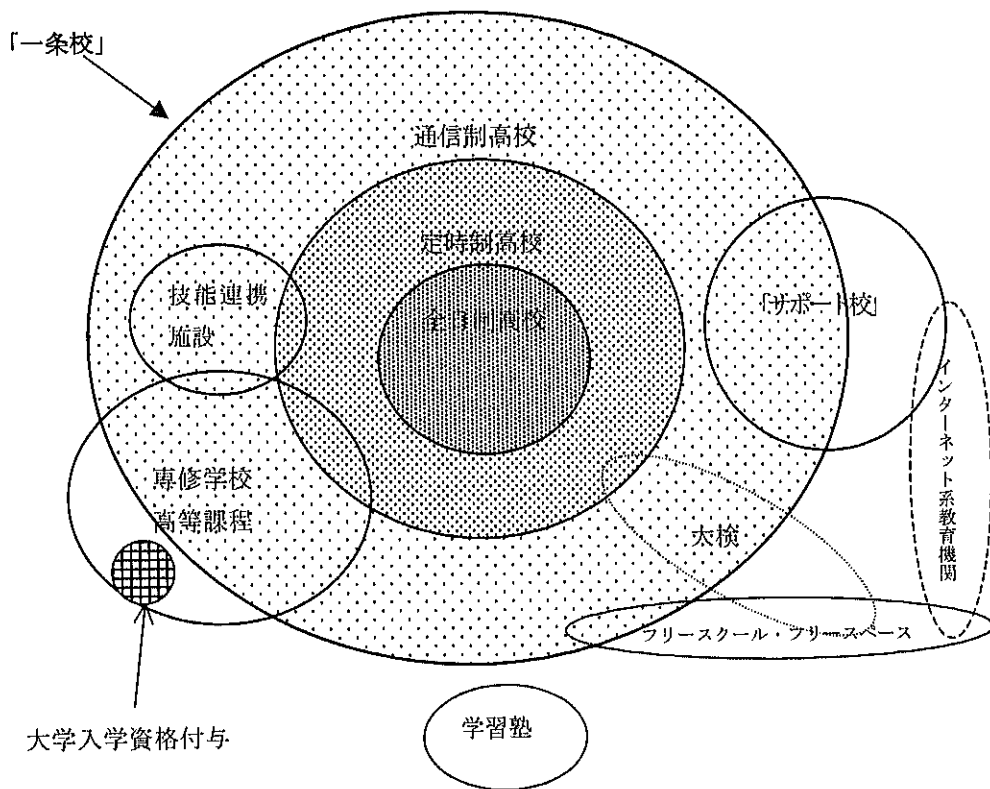 「一条校」
通信制高校
定時制高校
全日制高校
技能連携
施設
「サポート校」
インターネット系教育機関
専修学校
高等課程
大検
フリースクール・フリースペース
大学入学資格付与
学習塾